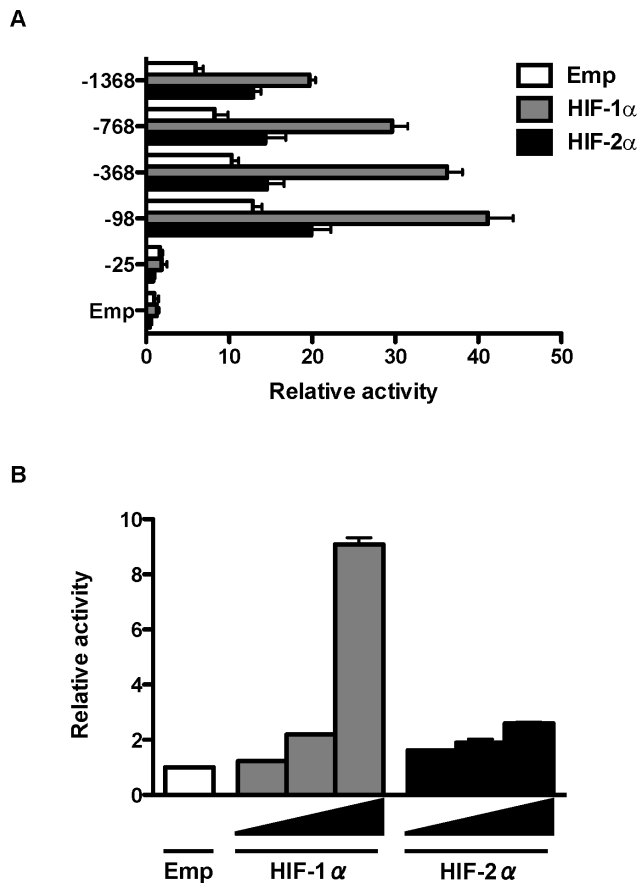 A
-1368
-768
-368
-98
-25
Emp
0 10 20 30 40 50
Relative activity
Emp
HIF-1α
HIF-2α
B
Relative activity
10
8
6
4
2
0
Emp HIF-1α HIF-2α